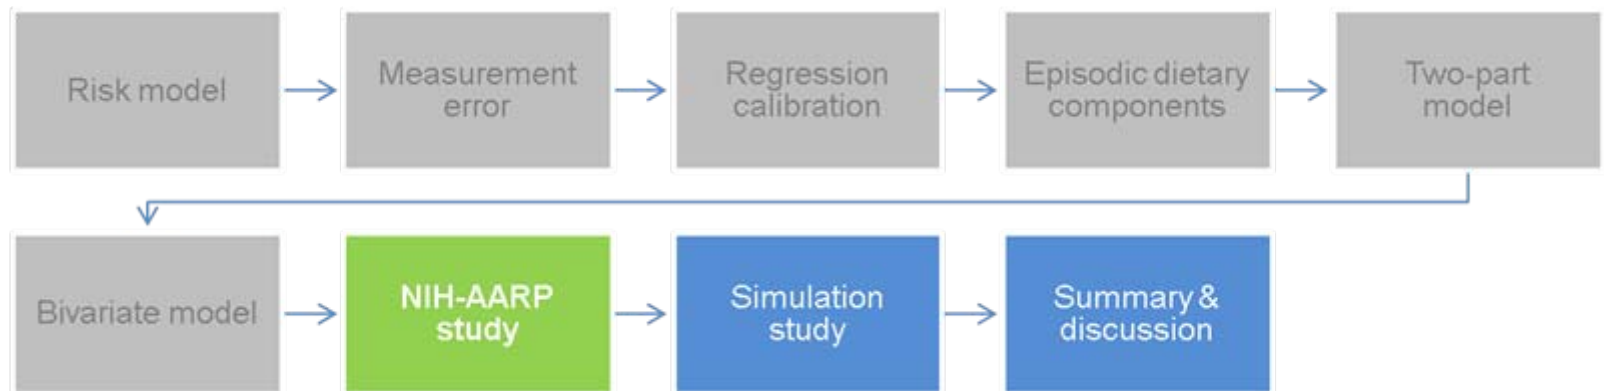 Risk model
Measurement
error
Regression
calibration
Episodic dietary
components
Two-part
model
Bivariate model
NIH-AARP
study
Simulation
study
Summary &
discussion